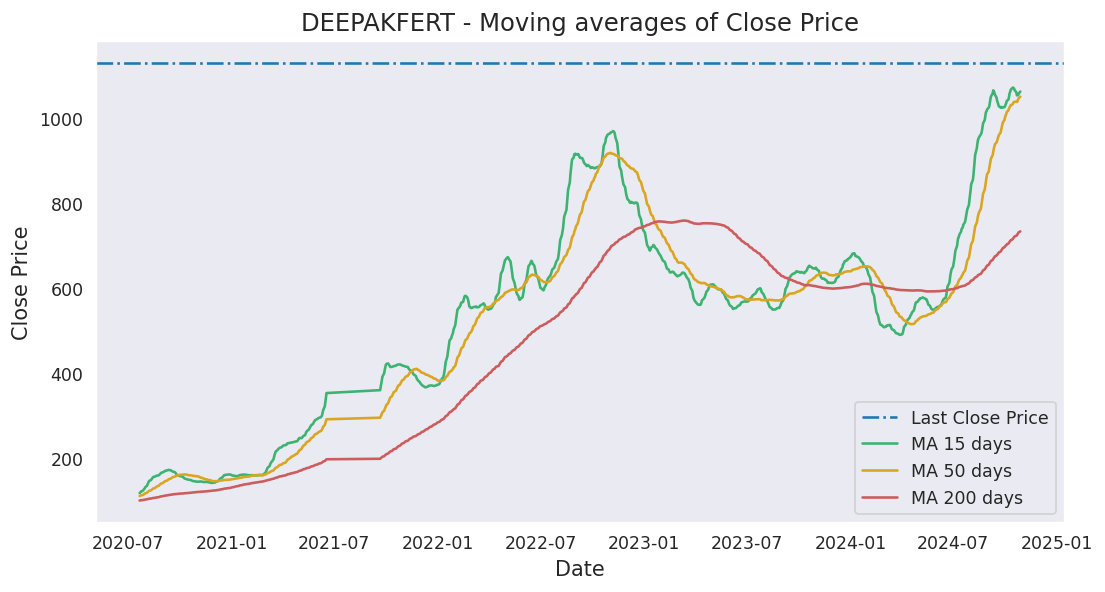 DEEPAKFERT - Moving averages of Close Price
Close Price
1000
800
600
400
200
Last Close Price
MA 15 days
MA 50 days
MA 200 days
2020-07 2021-01 2021-07 2022-01 2022-07 2023-01 2023-07 2024-01 2024-07 2025-01
Date